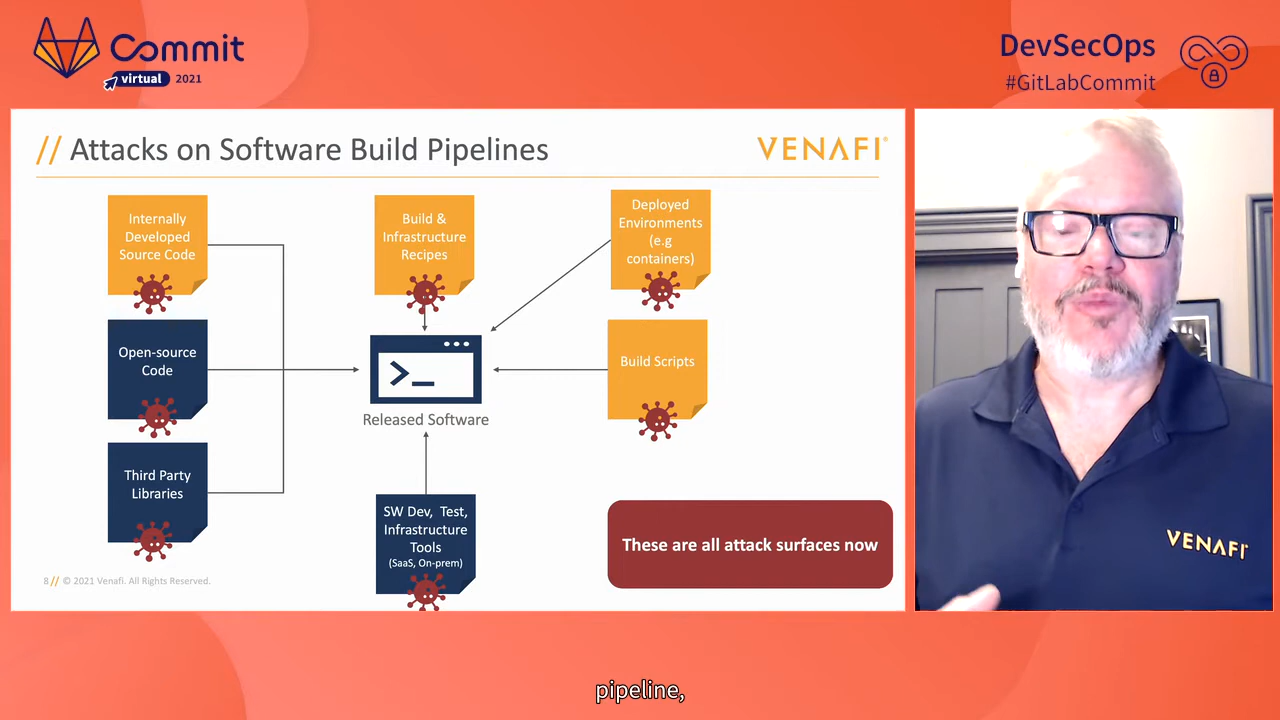 Commit
virtual 2021
DevSecOps
#GitLabCommit
// Attacks on Software Build Pipelines
VENAFI®
Internally
Developed
Source Code
Build &
Infrastructure
Recipes
Deployed
Environments
(e.g
containers)
Open-source
Code
>_
Build Scripts
Released Software
Third Party
Libraries
SW Dev, Test,
Infrastructure
Tools
(SaaS, On-prem)
These are all attack surfaces now
8 // © 2021 Venafi. All Rights Reserved.
VENAFI®
pipeline,